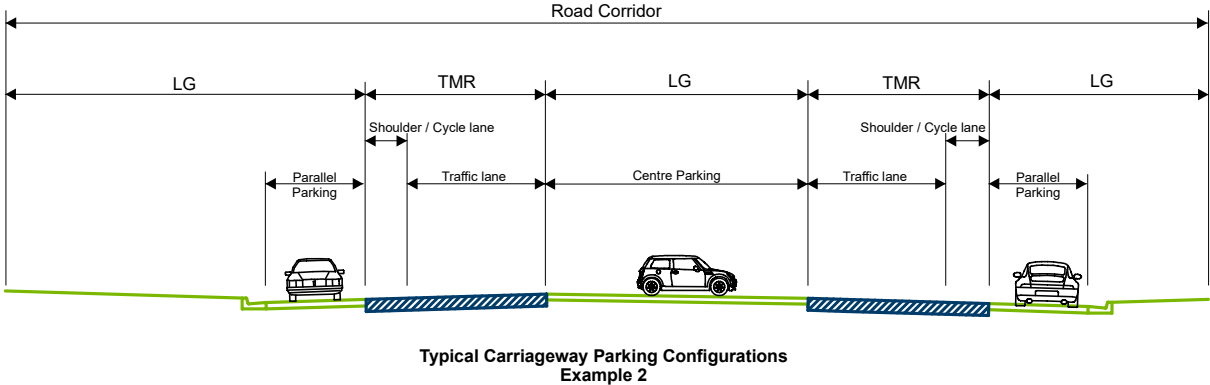 Road Corridor
LG
TMR
LG
TMR
LG
Shoulder / Cycle lane
Shoulder / Cycle lane
Parallel
Parking
Traffic lane
Centre Parking
Traffic lane
Parallel
Parking
Typical Carriageway Parking Configurations
Example 2